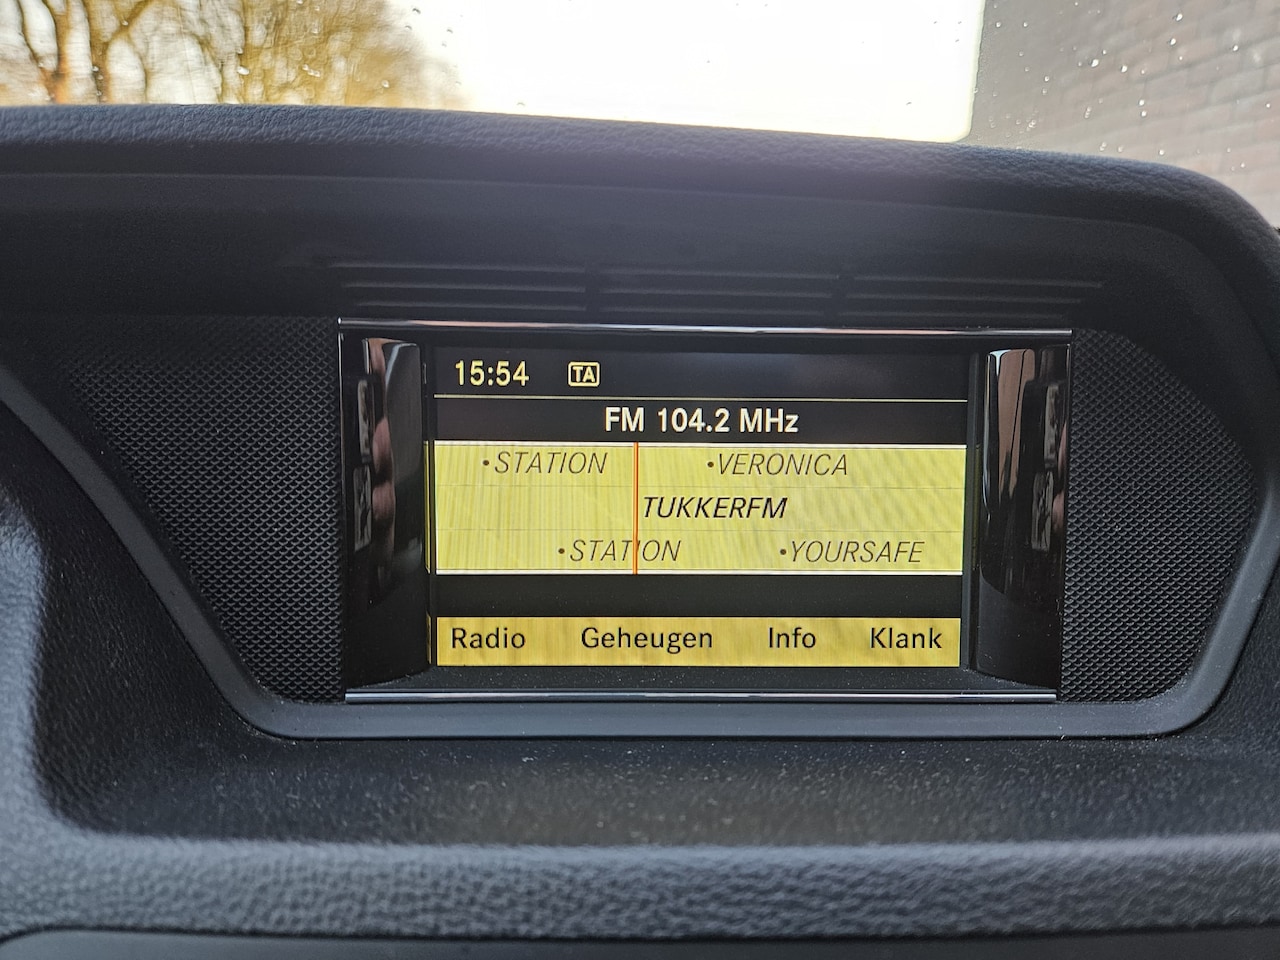 15:54 TA
FM 104.2 MHz
•STATION •VERONICA
TUKKERFM
•STATION •YOURSAFE
Radio Geheugen Info Klank